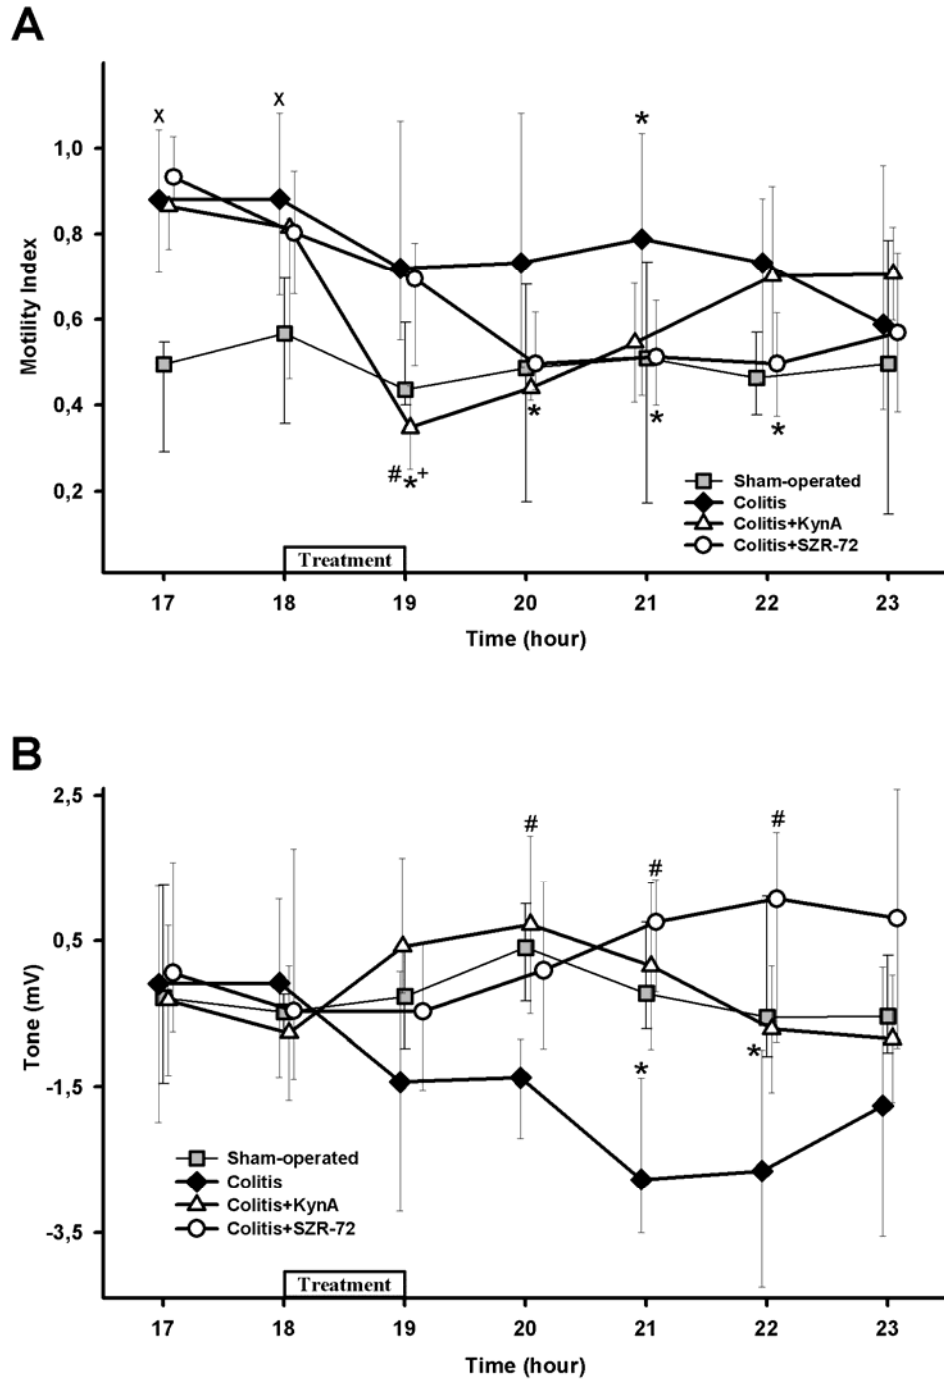 A
x
x
*
1,0
0,8
0,6
0,4
0,2
Motility Index
*
*
*
#*+
Sham-operated
Colitis
Colitis+KynA
Colitis+SZR-72
Treatment
17 18 19 20 21 22 23
Time (hour)
B
2,5
0,5
-1,5
-3,5
Tone (mV)
#
#
#
*
*
Sham-operated
Colitis
Colitis+KynA
Colitis+SZR-72
Treatment
17 18 19 20 21 22 23
Time (hour)